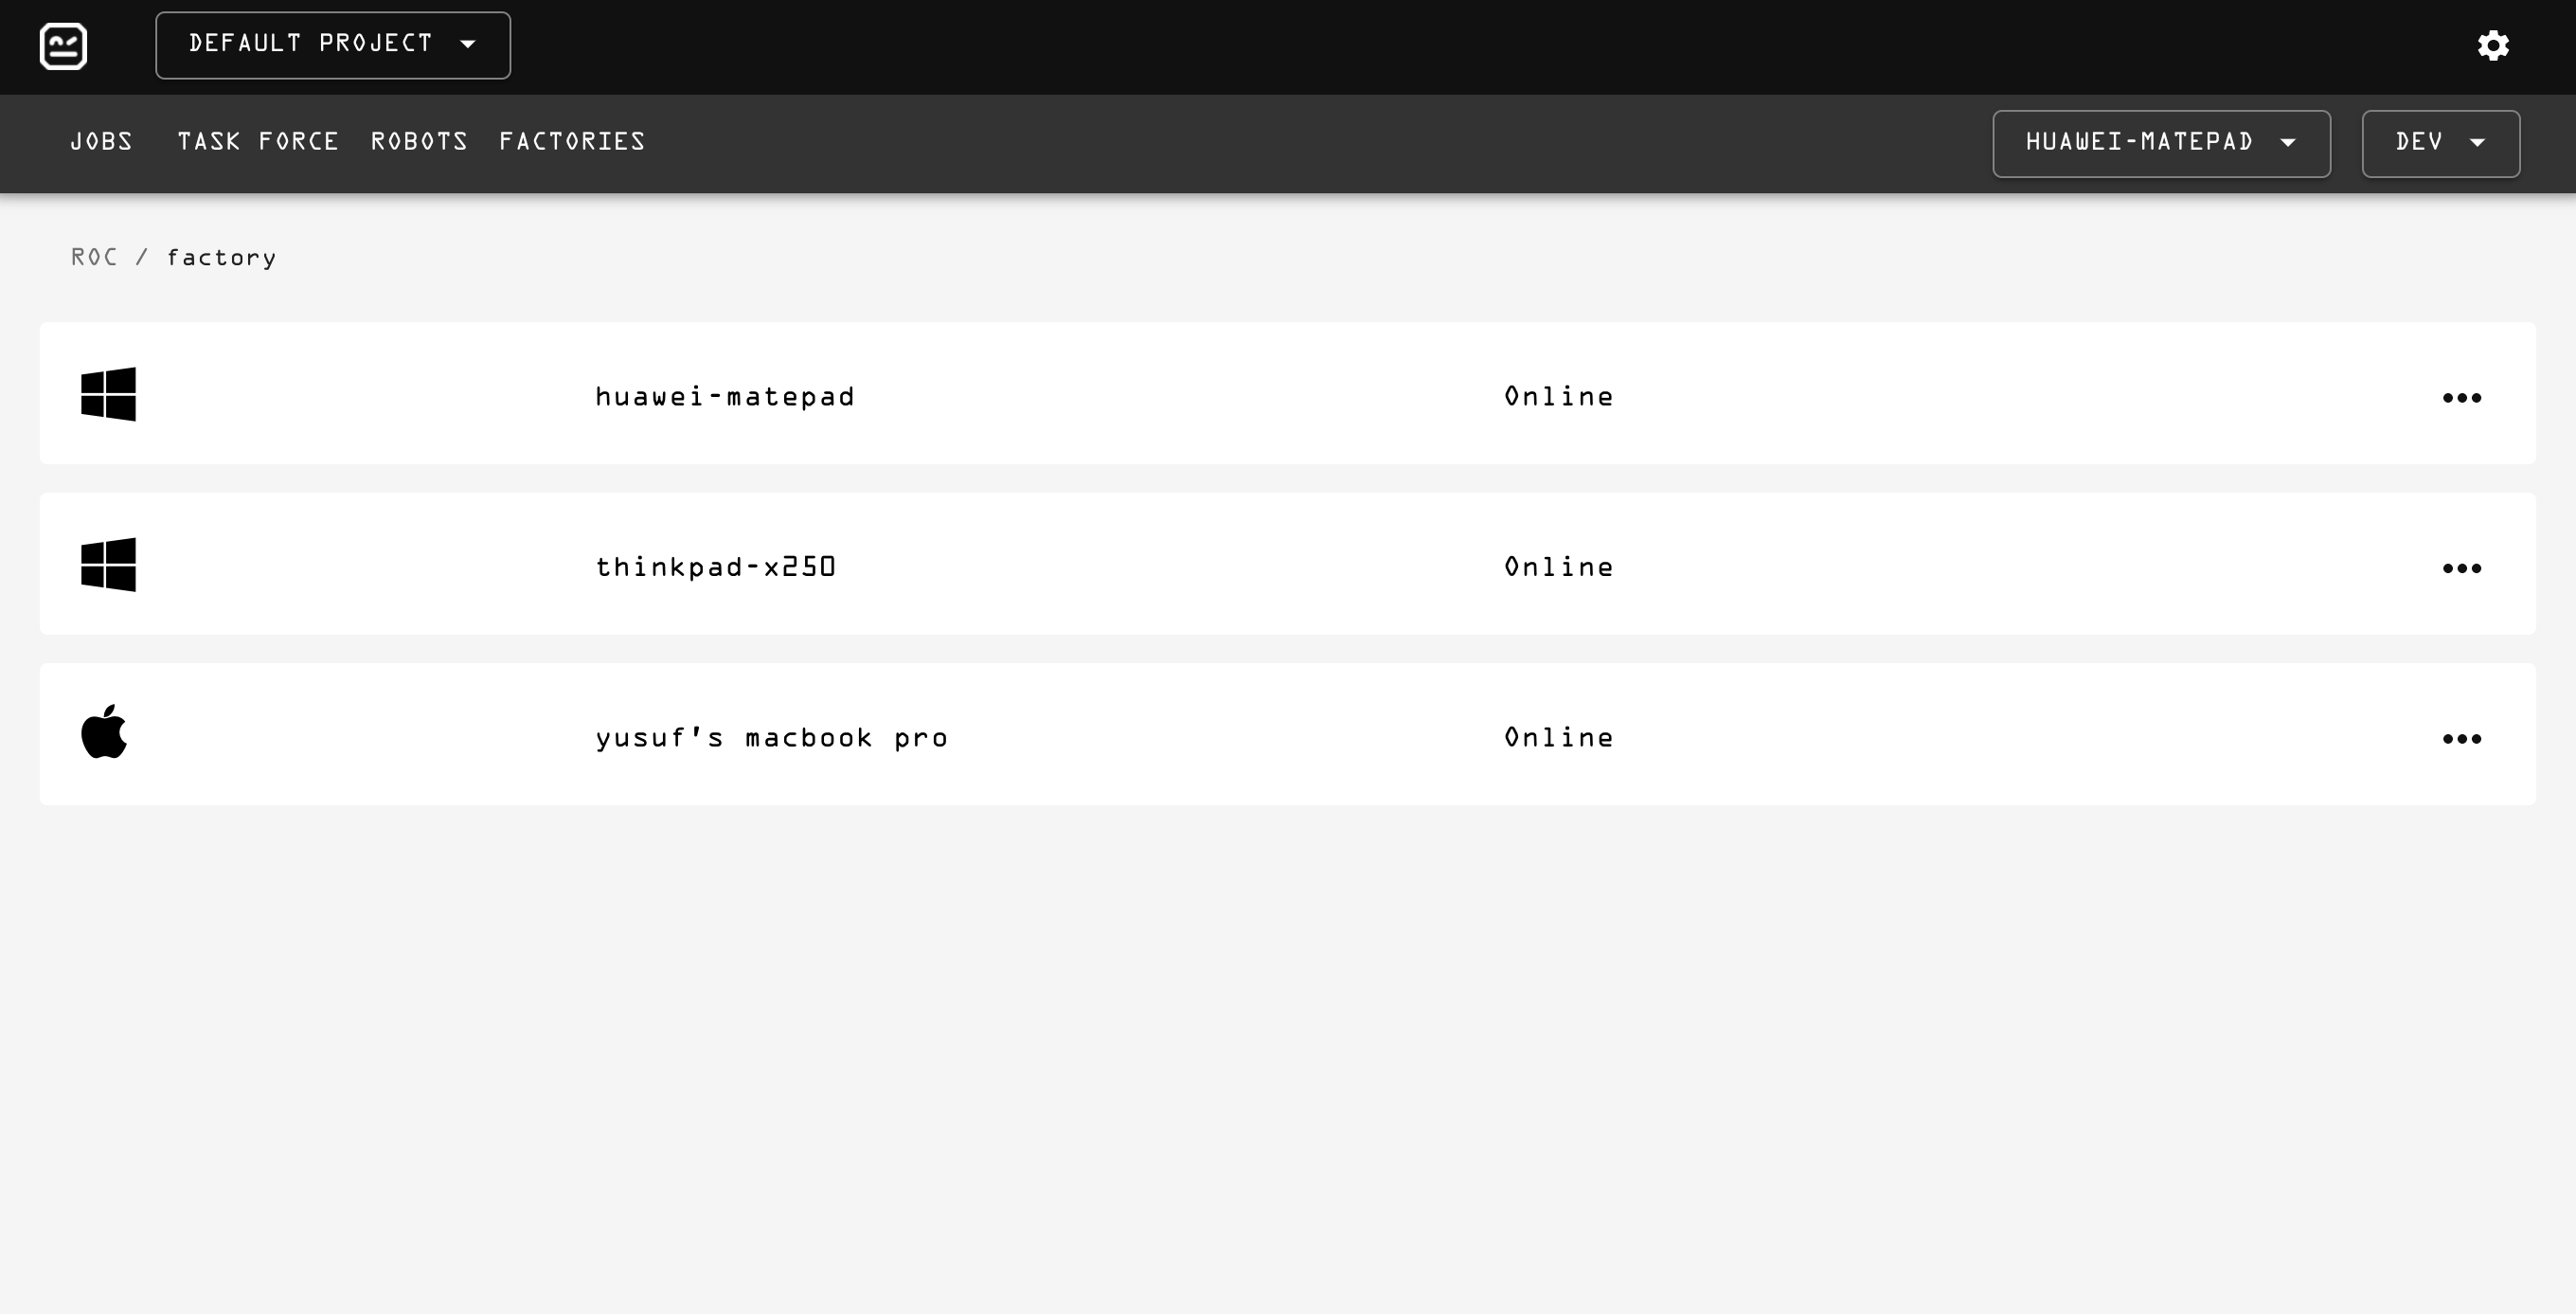 DEFAULT PROJECT
JOBS TASK FORCE ROBOTS FACTORIES HUAWEI-MATEPAD DEV
ROC / factory
huawei-matepad Online
thinkpad-x250 Online
yusuf's macbook pro Online